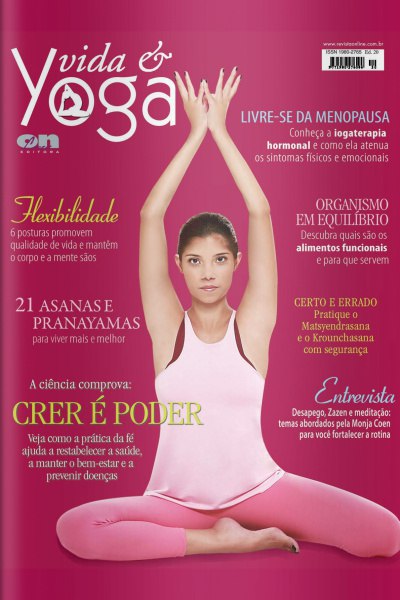 vida &
Yoga
on
EDITORA
www.revistaonline.com.br
ISSN 1980-2765 Ed. 20
LIVRE-SE DA MENOPAUSA
Conheça a iogaterapia
hormonal e como ela atenua
os sintomas físicos e emocionais
Flexibilidade
6 posturas promovem
qualidade de vida e mantêm
o corpo e a mente sãos
ORGANISMO
EM EQUILÍBRIO
Descubra quais são os
alimentos funcionais
e para que servem
21 ASANAS E
PRANAYAMAS
para viver mais e melhor
CERTO E ERRADO
Pratique o
Matsyendrasana
e o Krounchasana
com segurança
A ciência comprova:
CRER É PODER
Veja como a prática da fé
ajuda a restabelecer a saúde,
a manter o bem-estar e a
prevenir doenças
Entrevista
Desapego, Zazen e meditação:
temas abordados pela Monja Coen
para você fortalecer a rotina